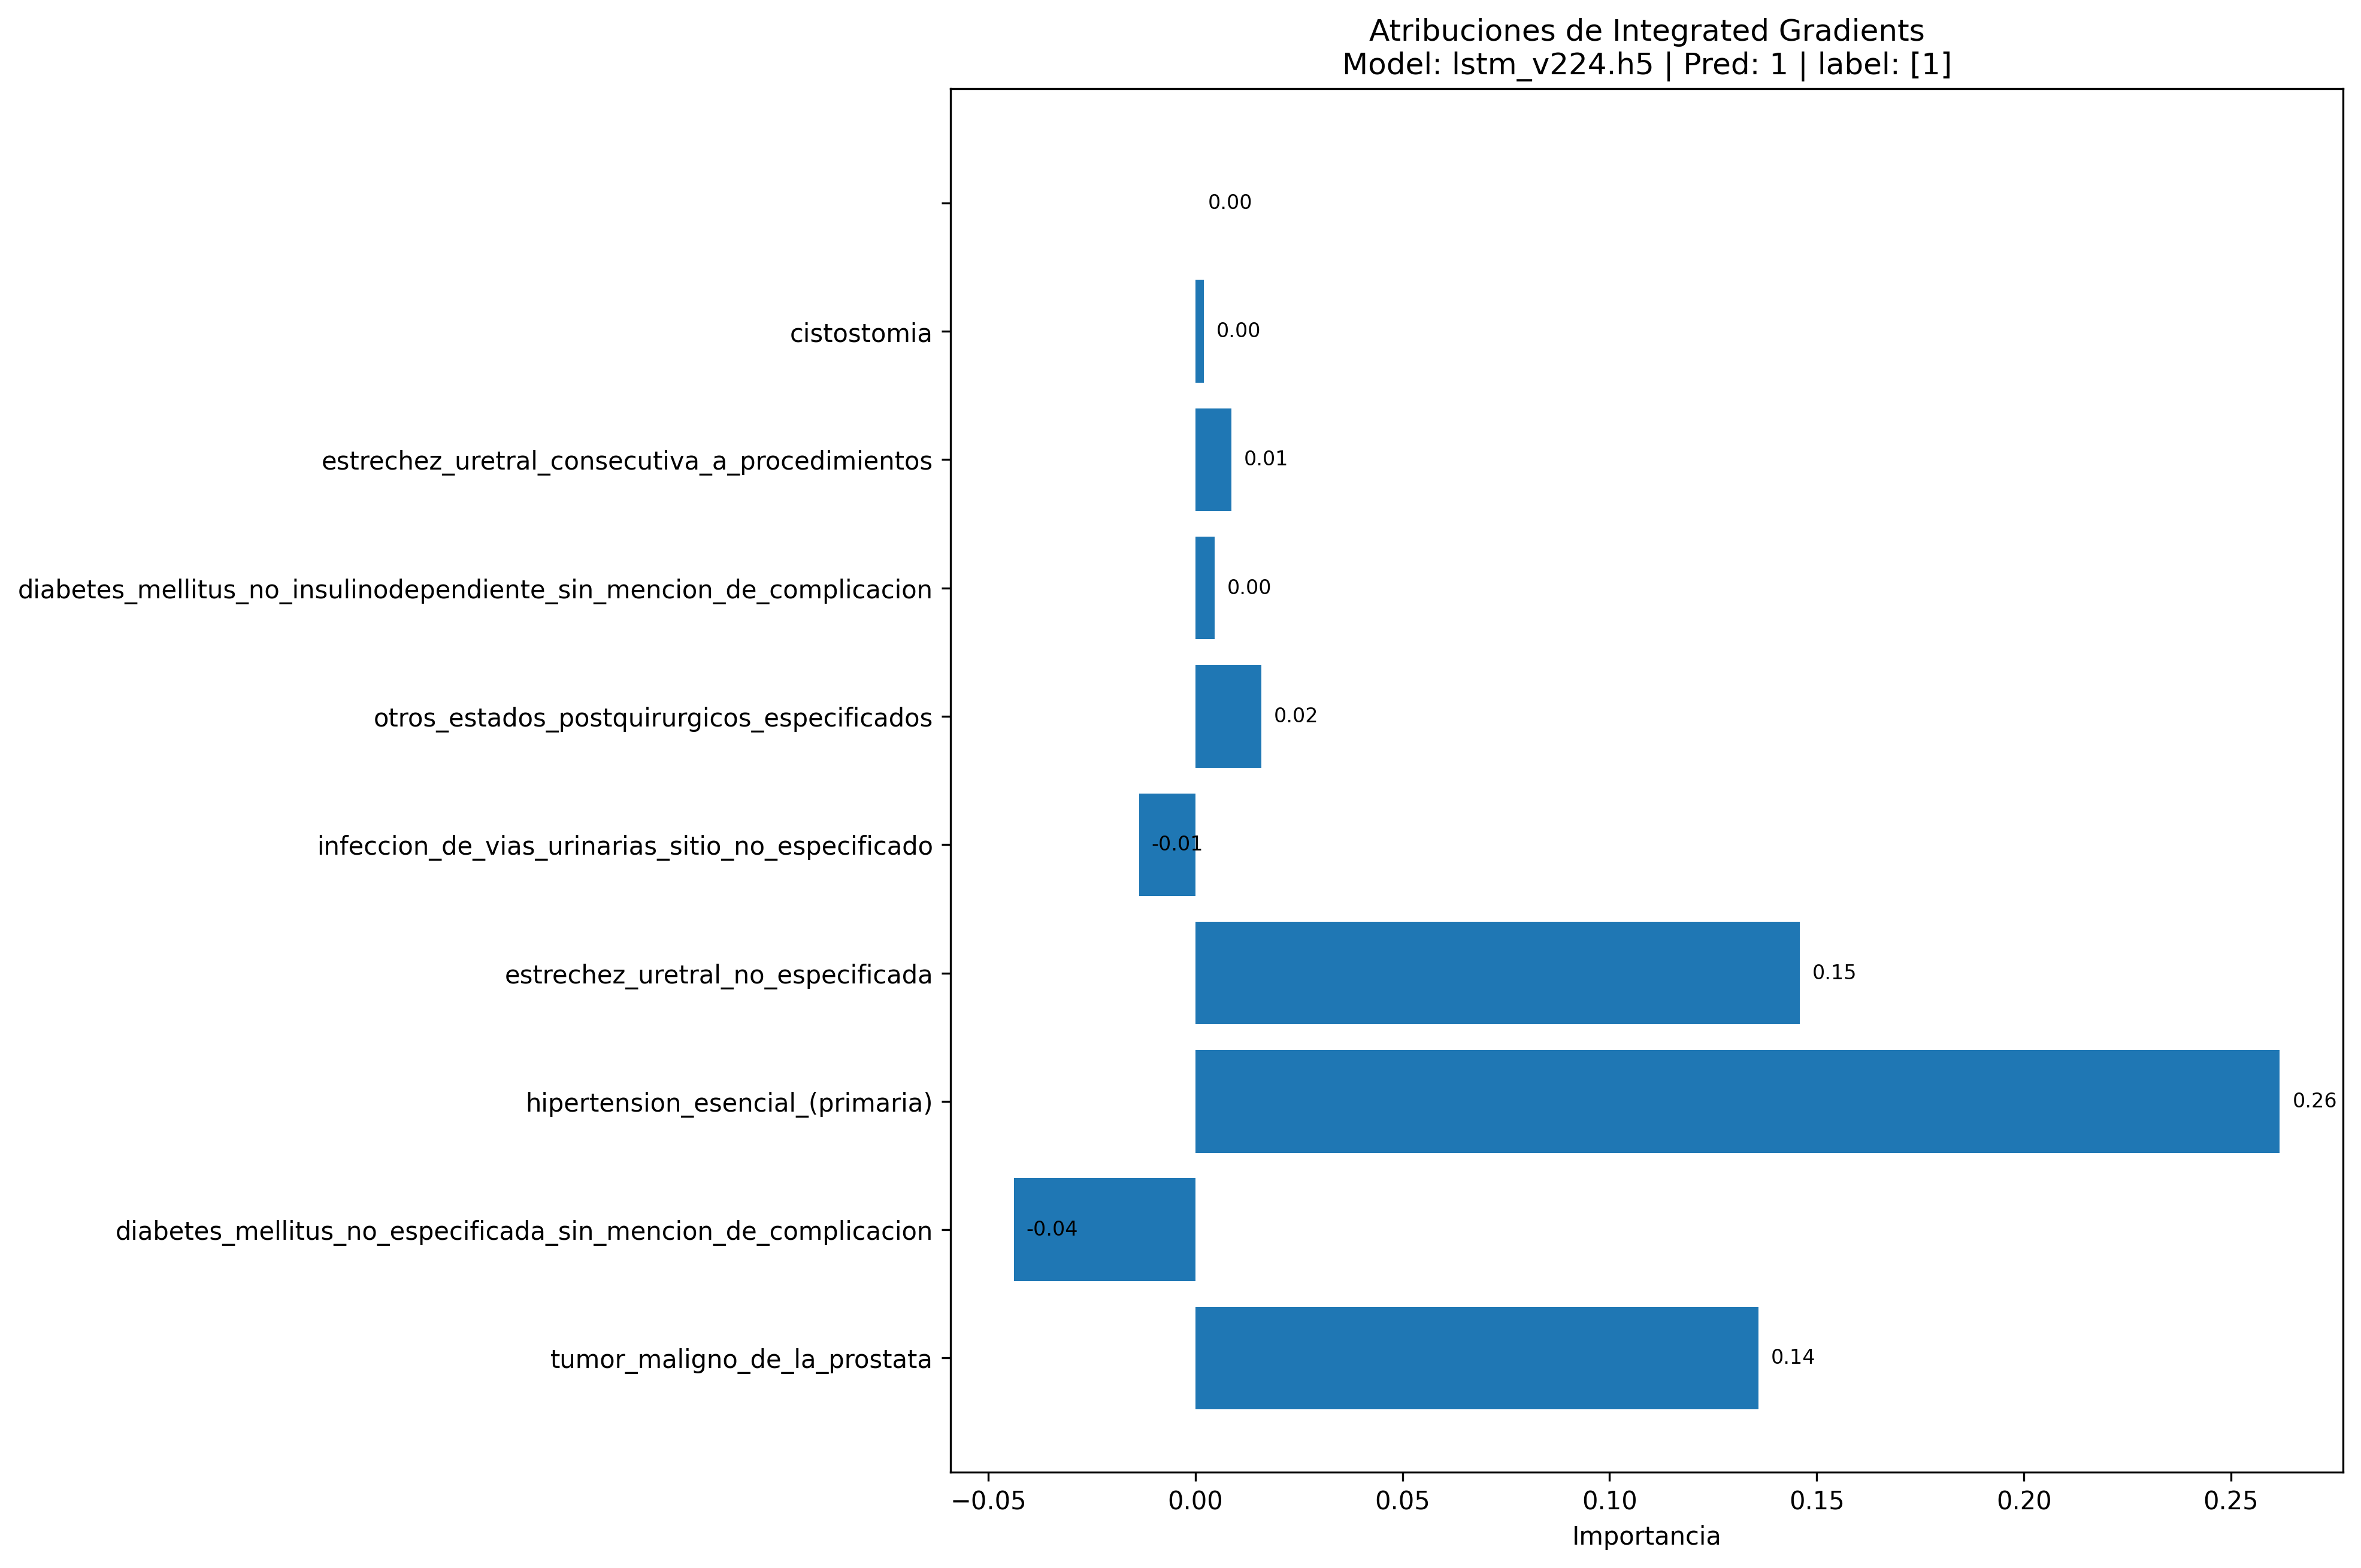 Atribuciones de Integrated Gradients
Model: lstm_v224.h5 | Pred: 1 | label: [1]
0.00
cistostomia
0.00
estrechez_uretral_consecutiva_a_procedimientos
0.01
diabetes_mellitus_no_insulinodependiente_sin_mencion_de_complicacion
0.00
otros_estados_postquirurgicos_especificados
0.02
infeccion_de_vias_urinarias_sitio_no_especificado
-0.01
estrechez_uretral_no_especificada
0.15
hipertension_esencial_(primaria)
0.26
diabetes_mellitus_no_especificada_sin_mencion_de_complicacion
-0.04
tumor_maligno_de_la_prostata
0.14
−0.05 0.00 0.05 0.10 0.15 0.20 0.25
Importancia